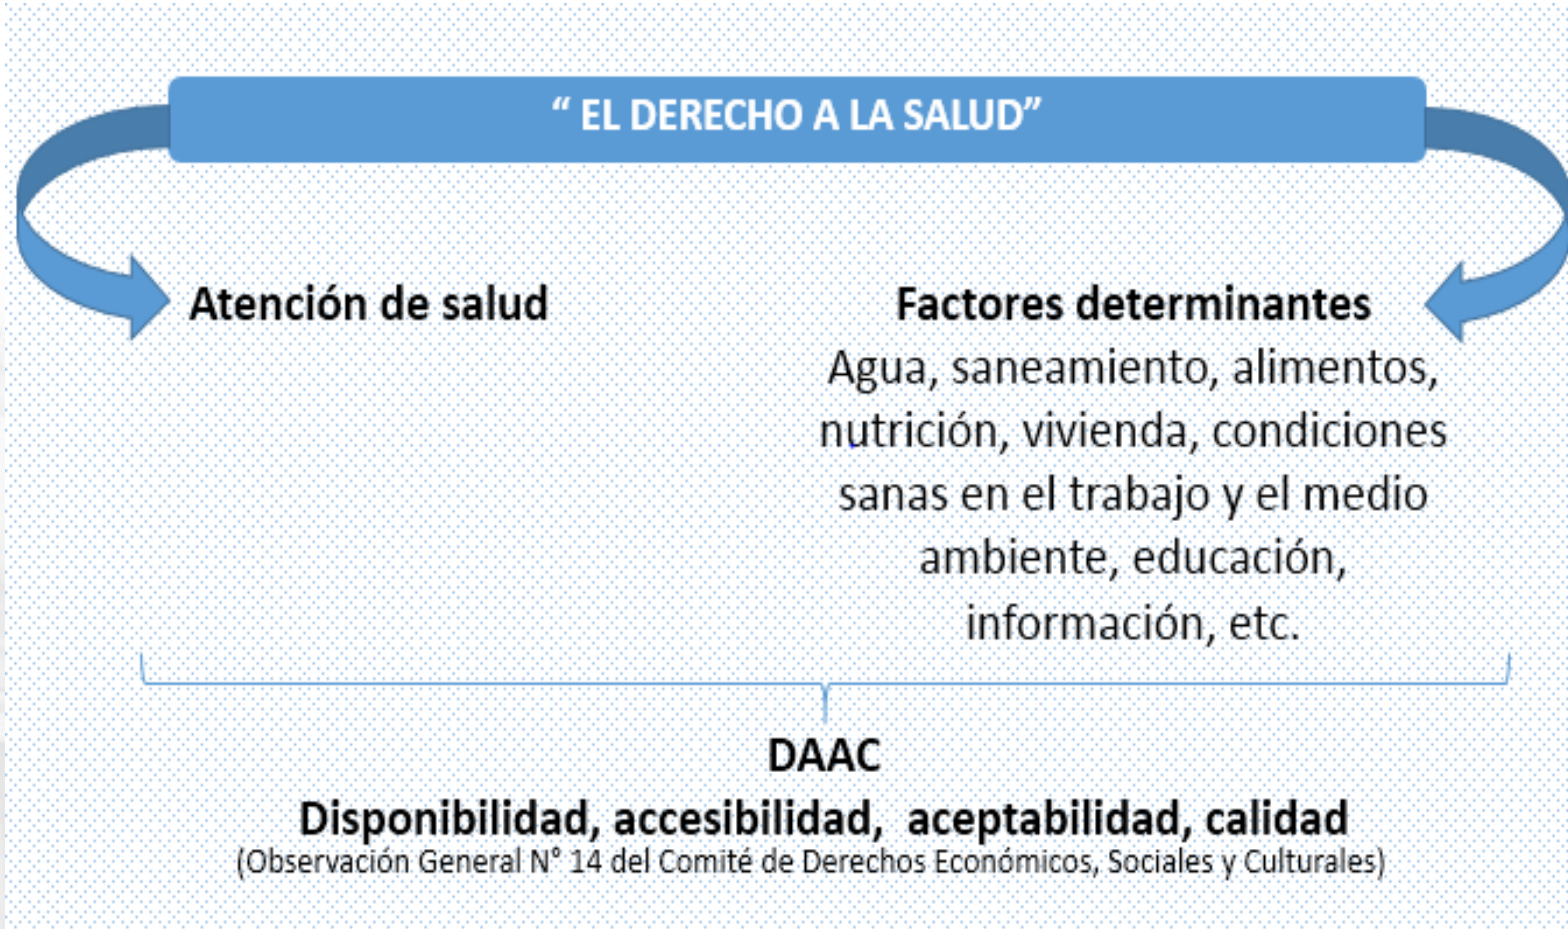 “ EL DERECHO A LA SALUD”
Atención de salud
Factores determinantes
Agua, saneamiento, alimentos,
nutrición, vivienda, condiciones
sanas en el trabajo y el medio
ambiente, educación,
información, etc.
DAAC
Disponibilidad, accesibilidad,  aceptabilidad, calidad
(Observación General N° 14 del Comité de Derechos Económicos, Sociales y Culturales)